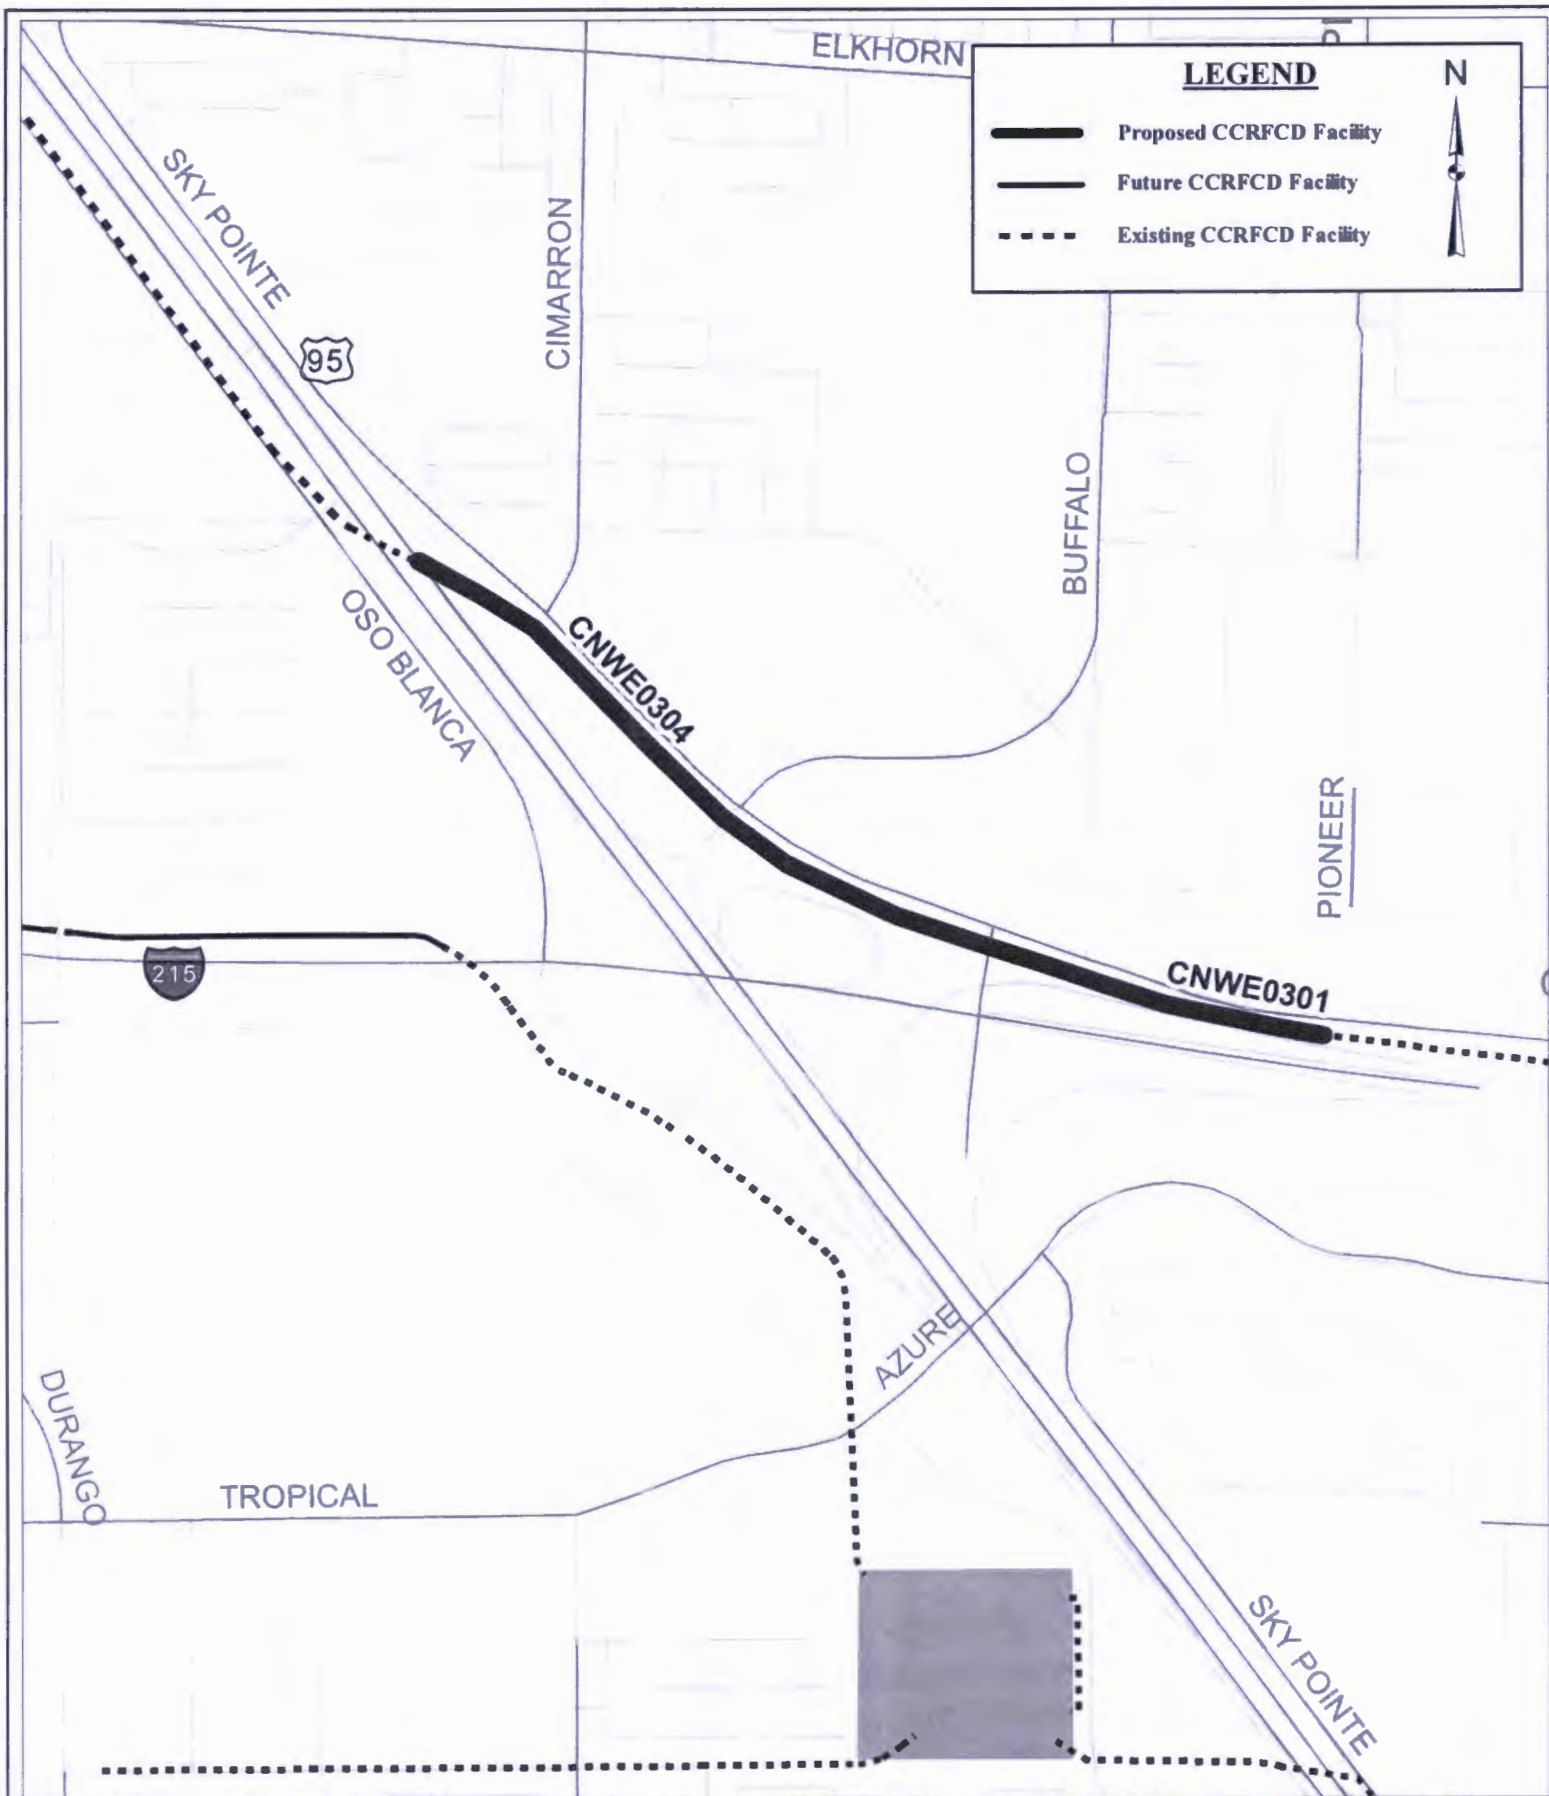 ELKHORN
LEGEND
N
Proposed CCRFCD Facility
Future CCRFCD Facility
Existing CCRFCD Facility
SKY POINTE
CIMARRON
95
BUFFALO
OSO BLANCA
CNWE0304
PIONEER
CNWE0301
215
AZURE
DURANGO
TROPICAL
SKY POINTE